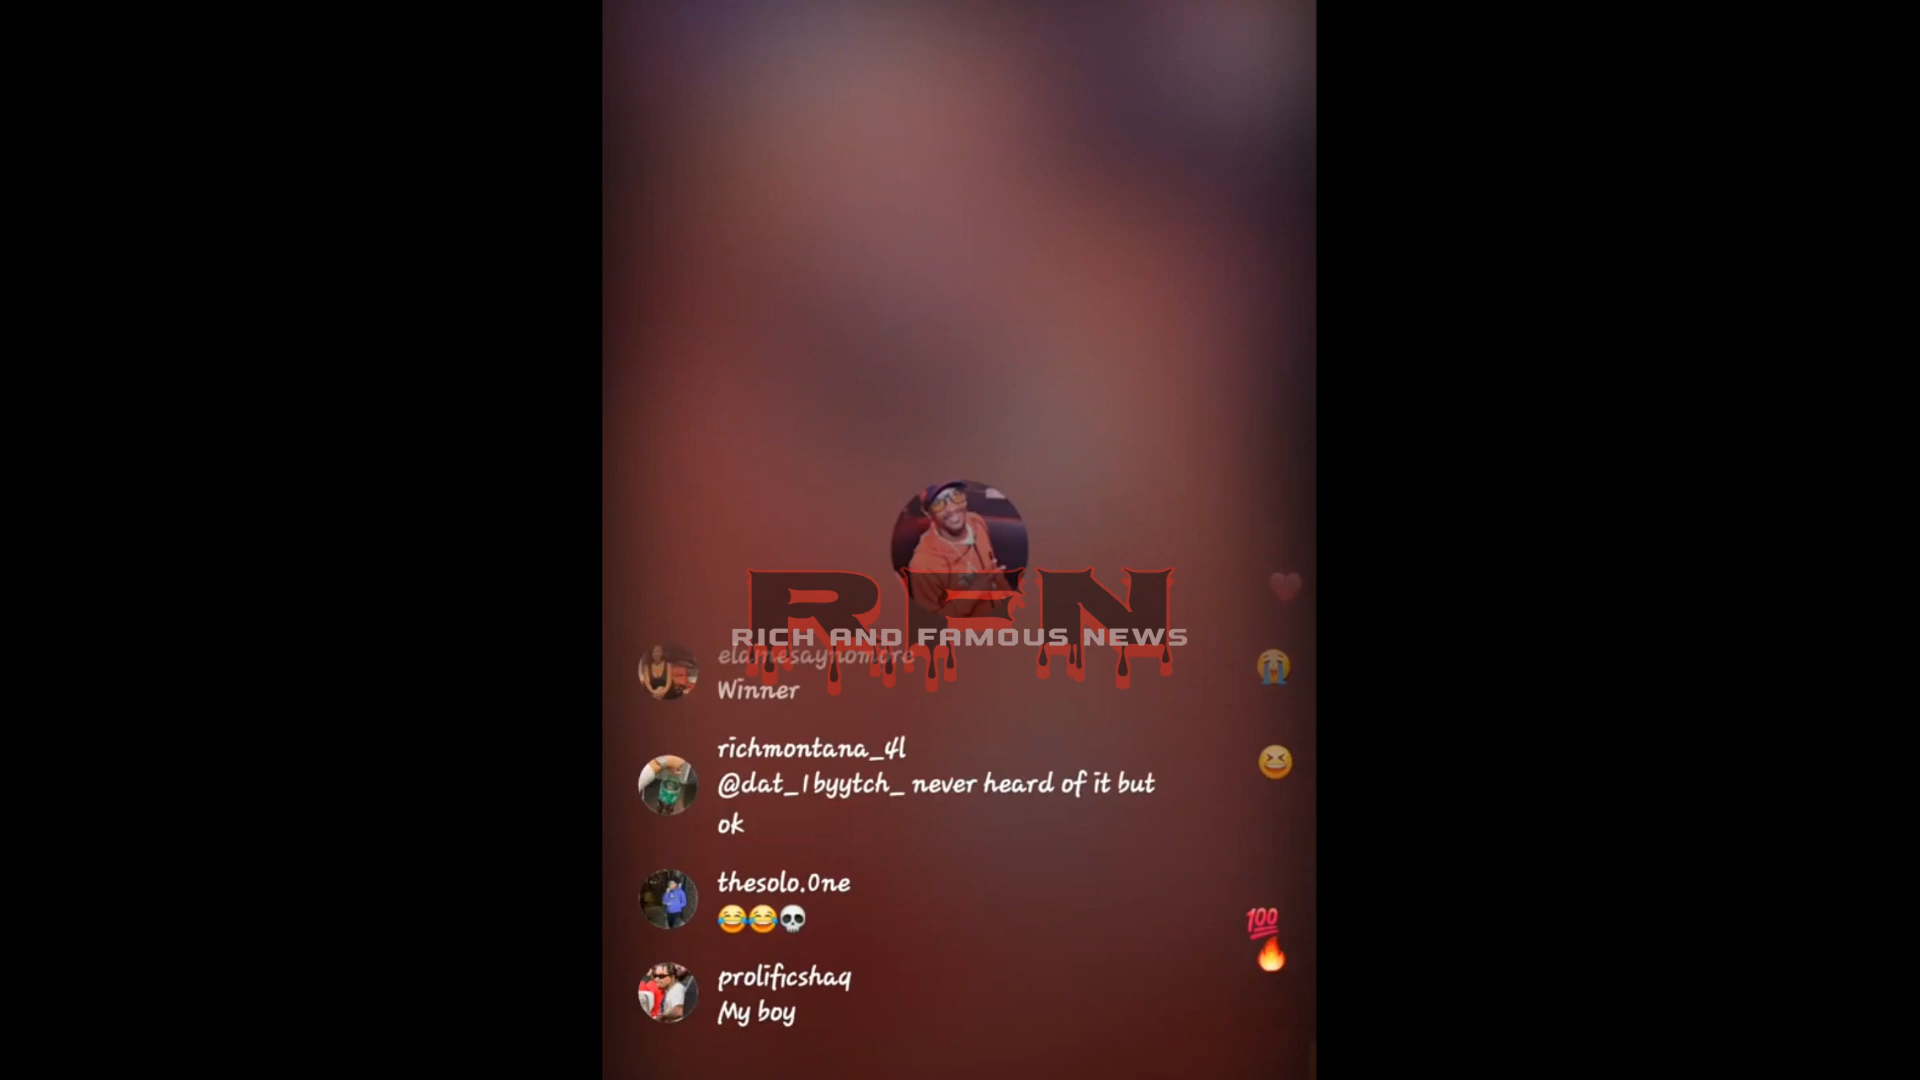 RFN
RICH AND FAMOUS NEWS
elainesaynomore
Winner
richmontana_4l
@dat_1byytch_ never heard of it but
ok
thesolo.0ne
😂😂💀
prolificshaq
My boy
💯